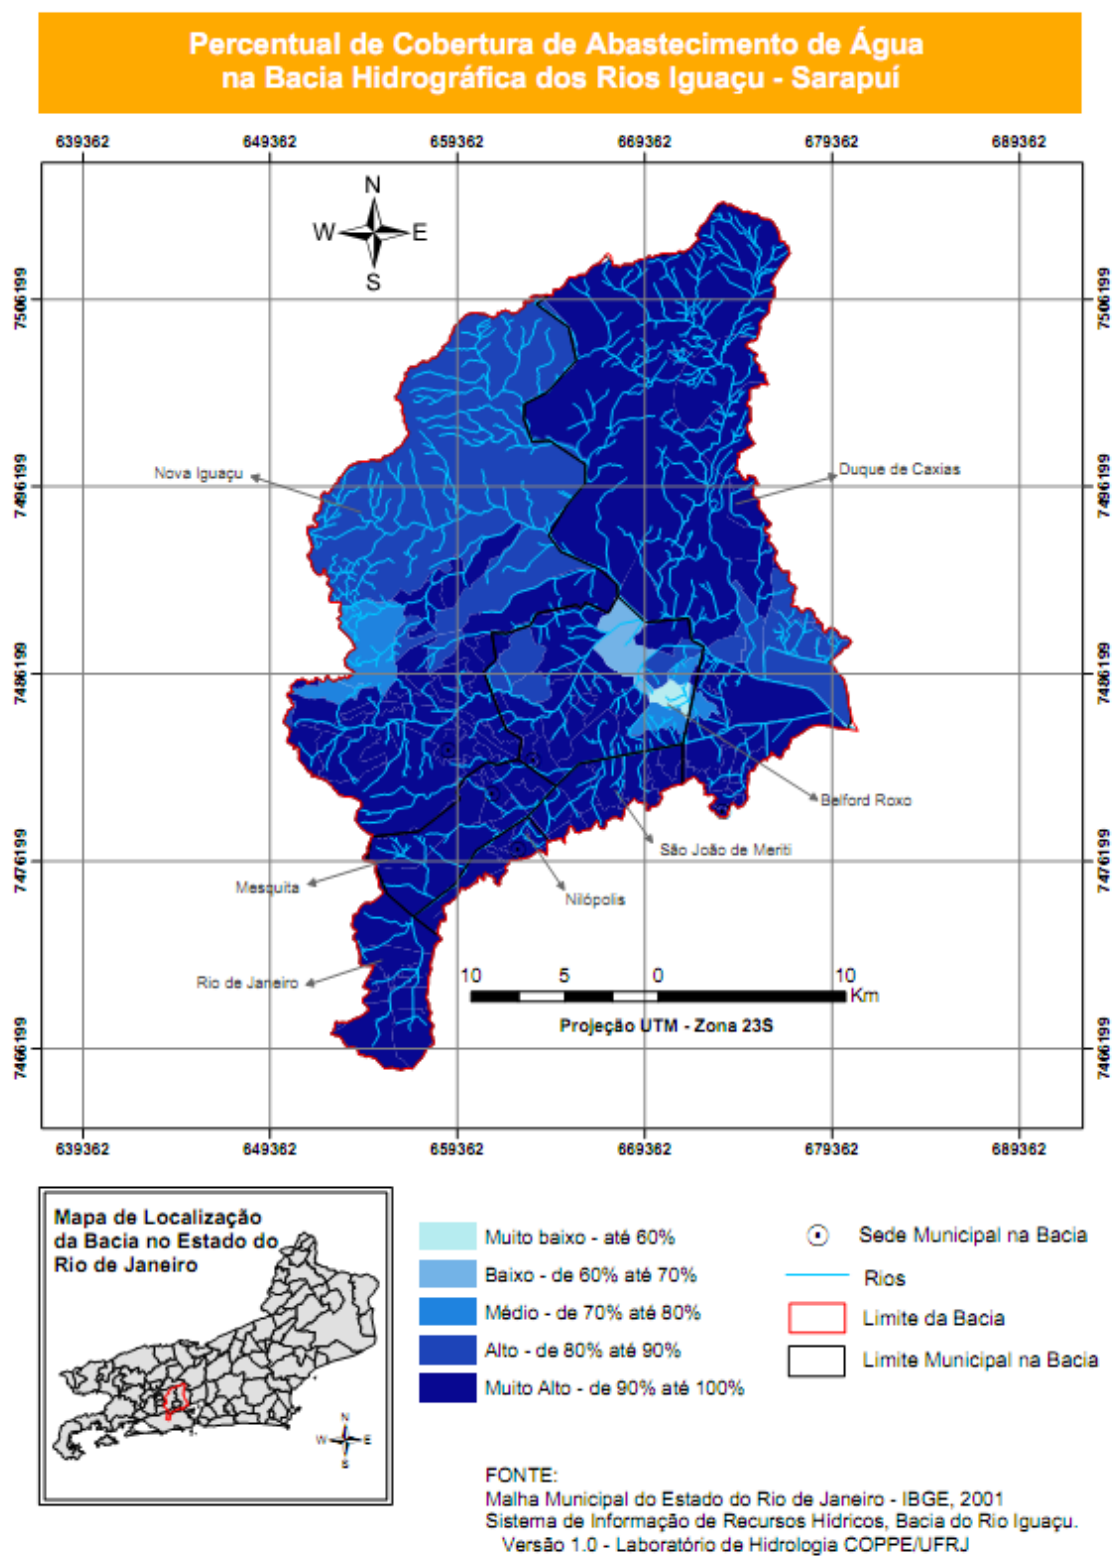 Percentual de Cobertura de Abastecimento de Água
na Bacia Hidrográfica dos Rios Iguaçu - Sarapuí
639362 649362 659362 669362 679362 689362
N
W E
S
7506199 7506199
Nova Iguaçu
Duque de Caxias
7496199 7496199
7486199 7486199
Belford Roxo
São João de Meriti
7476199 7476199
Mesquita
Nilópolis
Rio de Janeiro
10 5 0 10
Km
Projeção UTM - Zona 23S
7466199 7466199
639362 649362 659362 669362 679362 689362
Mapa de Localização
da Bacia no Estado do
Rio de Janeiro
N
W E
S
Muito baixo - até 60%
Baixo - de 60% até 70%
Médio - de 70% até 80%
Alto - de 80% até 90%
Muito Alto - de 90% até 100%
Sede Municipal na Bacia
Rios
Limite da Bacia
Limite Municipal na Bacia
FONTE:
Malha Municipal do Estado do Rio de Janeiro - IBGE, 2001
Sistema de Informação de Recursos Hídricos, Bacia do Rio Iguaçu.
Versão 1.0 - Laboratório de Hidrologia COPPE/UFRJ